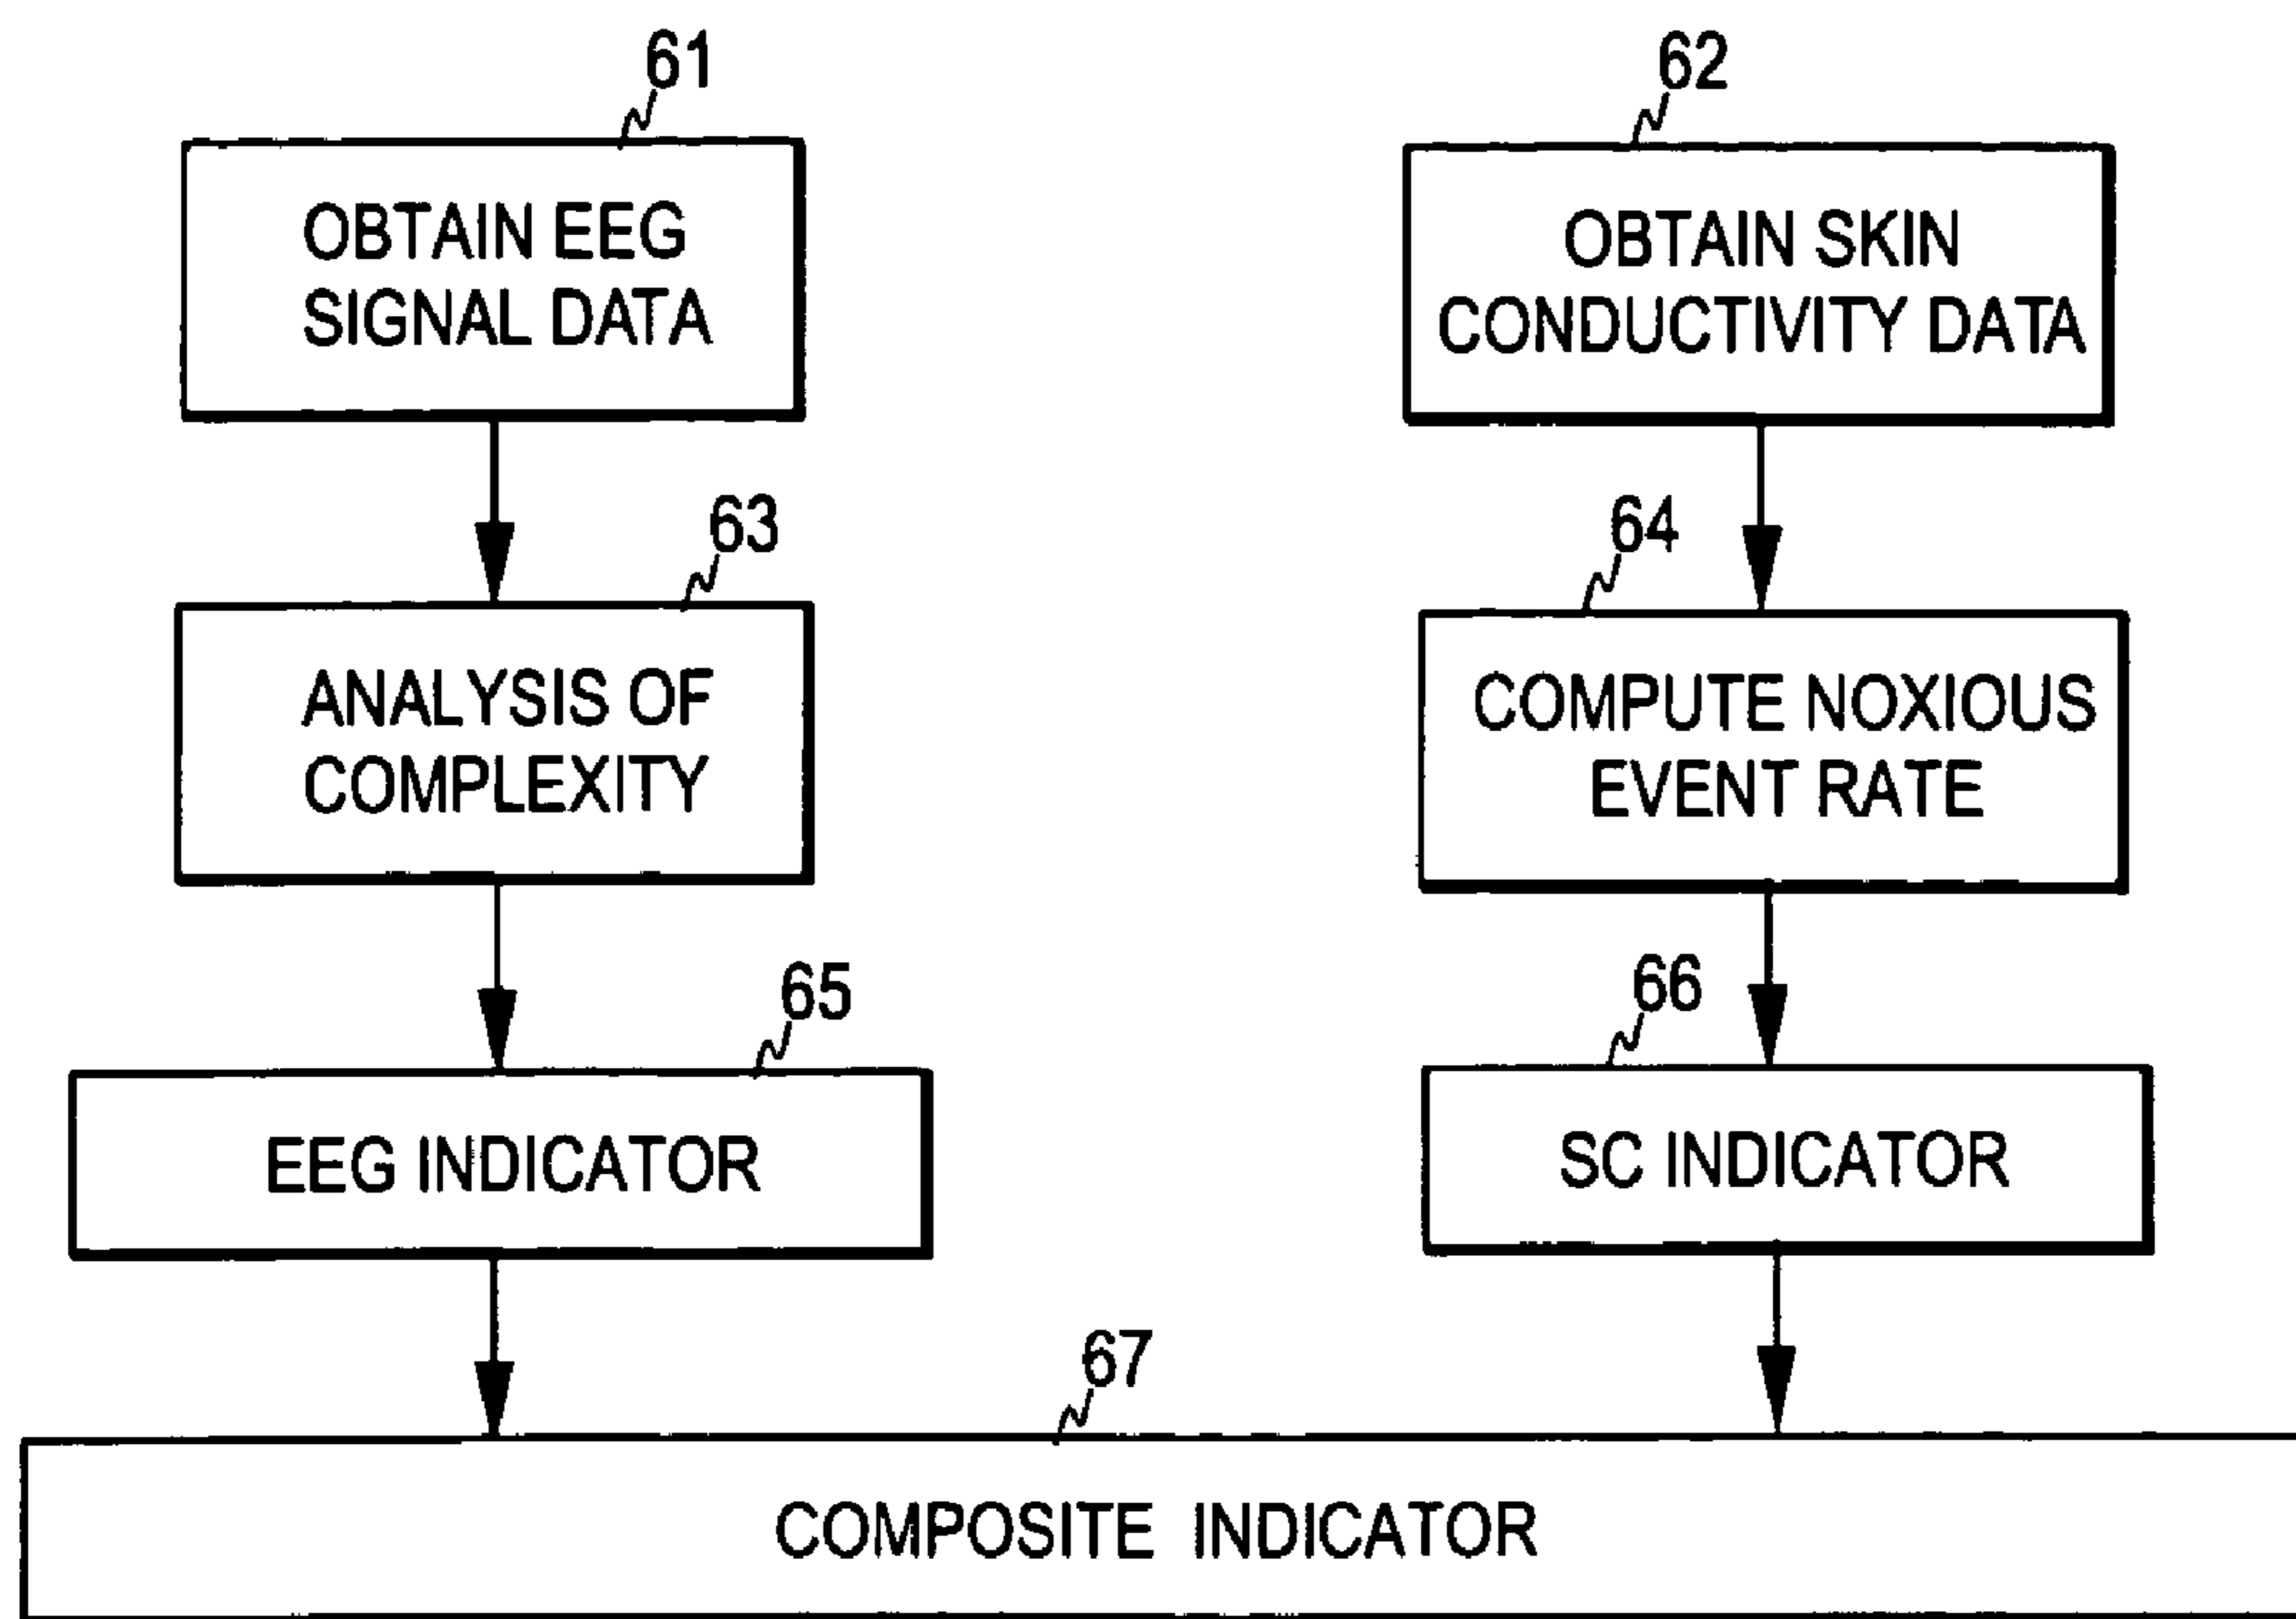 61
OBTAIN EEG
SIGNAL DATA
62
OBTAIN SKIN
CONDUCTIVITY DATA
63
ANALYSIS OF
COMPLEXITY
64
COMPUTE NOXIOUS
EVENT RATE
65
EEG INDICATOR
66
SC INDICATOR
67
COMPOSITE INDICATOR